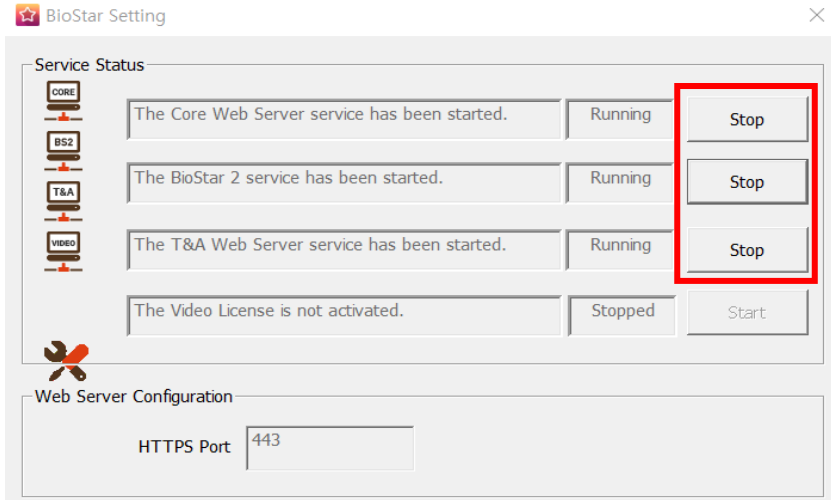 BioStar Setting
Service Status
CORE
The Core Web Server service has been started. Running Stop
BS2
The BioStar 2 service has been started. Running Stop
T&A
The T&A Web Server service has been started. Running Stop
VIDEO
The Video License is not activated. Stopped Start
Web Server Configuration
HTTPS Port 443